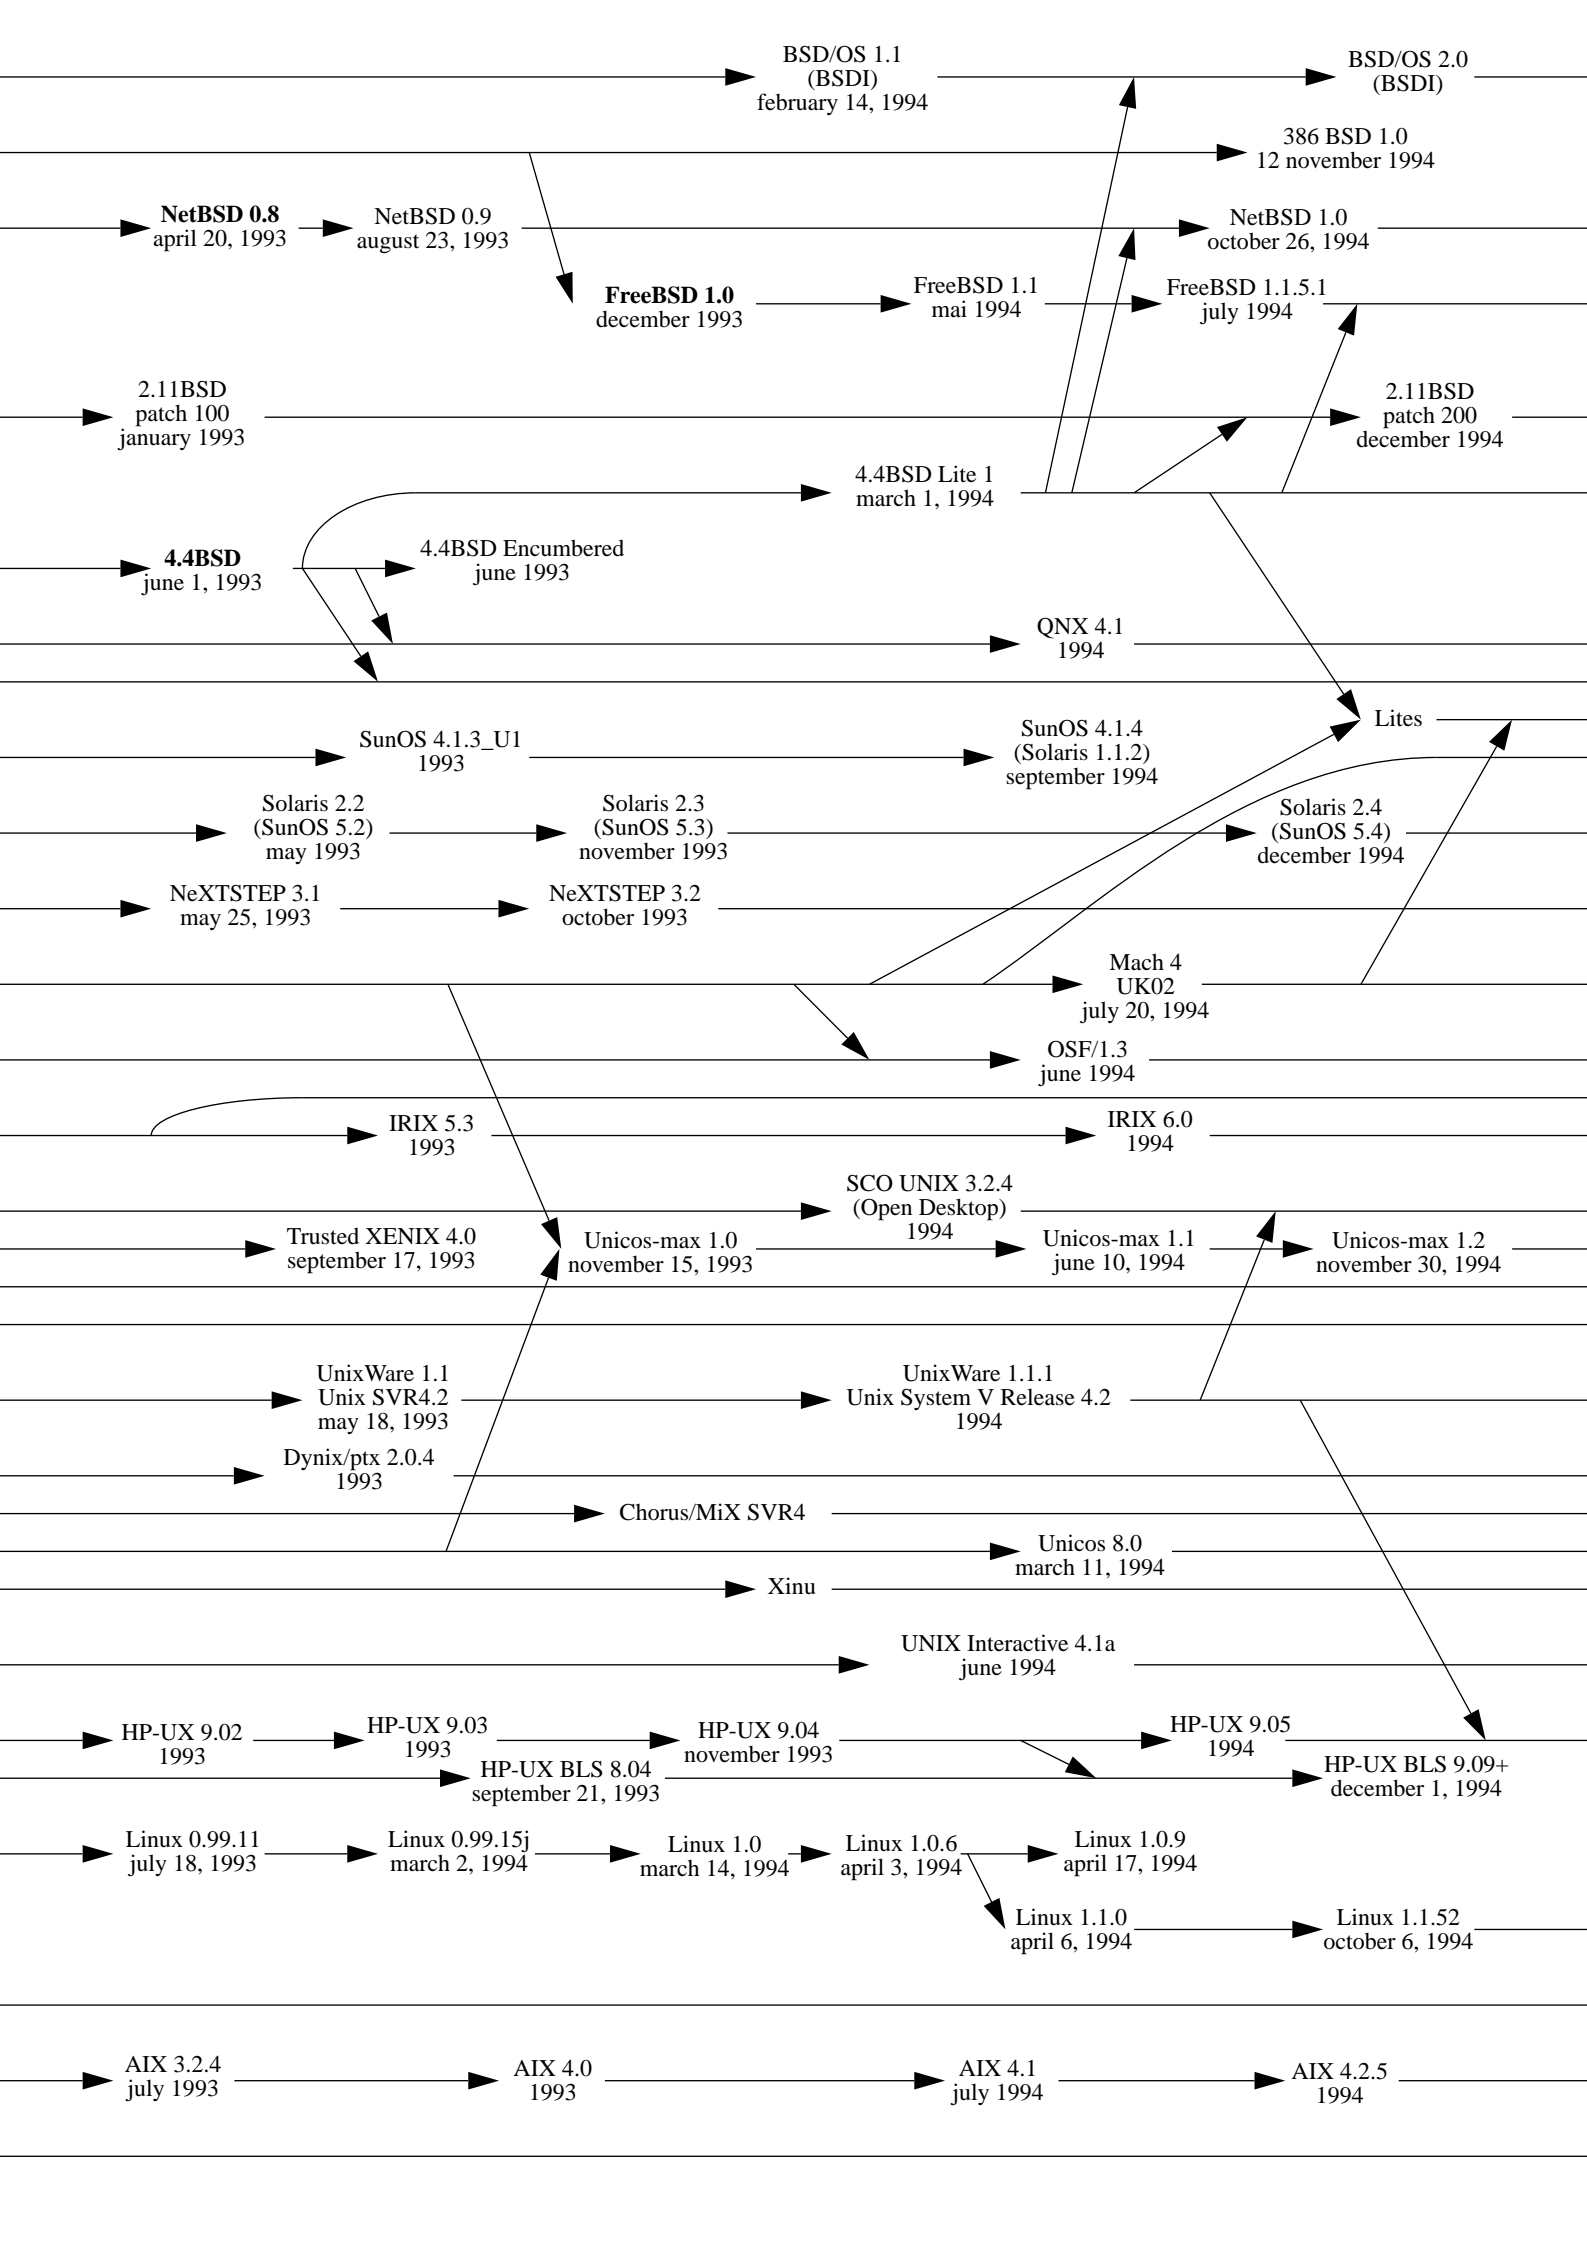 BSD/OS 1.1
(BSDI)
february 14, 1994
BSD/OS 2.0
(BSDI)
386 BSD 1.0
12 november 1994
NetBSD 0.8
april 20, 1993
NetBSD 0.9
august 23, 1993
NetBSD 1.0
october 26, 1994
FreeBSD 1.0
december 1993
FreeBSD 1.1
mai 1994
FreeBSD 1.1.5.1
july 1994
2.11BSD
patch 100
january 1993
2.11BSD
patch 200
december 1994
4.4BSD Lite 1
march 1, 1994
4.4BSD
june 1, 1993
4.4BSD Encumbered
june 1993
QNX 4.1
1994
Lites
SunOS 4.1.3_U1
1993
SunOS 4.1.4
(Solaris 1.1.2)
september 1994
Solaris 2.2
(SunOS 5.2)
may 1993
Solaris 2.3
(SunOS 5.3)
november 1993
Solaris 2.4
(SunOS 5.4)
december 1994
NeXTSTEP 3.1
may 25, 1993
NeXTSTEP 3.2
october 1993
Mach 4
UK02
july 20, 1994
OSF/1.3
june 1994
IRIX 5.3
1993
IRIX 6.0
1994
SCO UNIX 3.2.4
(Open Desktop)
1994
Trusted XENIX 4.0
september 17, 1993
Unicos-max 1.0
november 15, 1993
Unicos-max 1.1
june 10, 1994
Unicos-max 1.2
november 30, 1994
UnixWare 1.1
Unix SVR4.2
may 18, 1993
UnixWare 1.1.1
Unix System V Release 4.2
1994
Dynix/ptx 2.0.4
1993
Chorus/MiX SVR4
Unicos 8.0
march 11, 1994
Xinu
UNIX Interactive 4.1a
june 1994
HP-UX 9.02
1993
HP-UX 9.03
1993
HP-UX 9.04
november 1993
HP-UX 9.05
1994
HP-UX BLS 8.04
september 21, 1993
HP-UX BLS 9.09+
december 1, 1994
Linux 0.99.11
july 18, 1993
Linux 0.99.15j
march 2, 1994
Linux 1.0
march 14, 1994
Linux 1.0.6
april 3, 1994
Linux 1.0.9
april 17, 1994
Linux 1.1.0
april 6, 1994
Linux 1.1.52
october 6, 1994
AIX 3.2.4
july 1993
AIX 4.0
1993
AIX 4.1
july 1994
AIX 4.2.5
1994